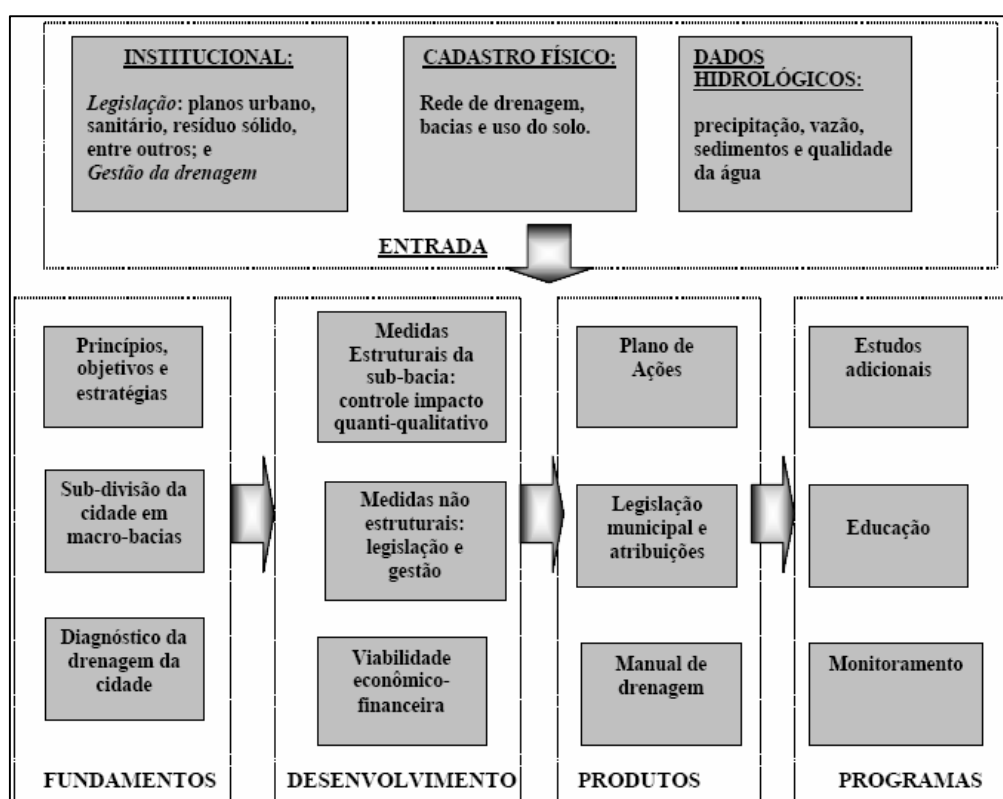 INSTITUCIONAL:
Legislação: planos urbano,
sanitário, resíduo sólido,
entre outros; e
Gestão da drenagem
CADASTRO FÍSICO:
Rede de drenagem,
bacias e uso do solo.
DADOS
HIDROLÓGICOS:
precipitação, vazão,
sedimentos e qualidade
da água
ENTRADA
Princípios,
objetivos e
estratégias
Sub-divisão da
cidade em
macro-bacias
Diagnóstico da
drenagem da
cidade
FUNDAMENTOS
Medidas
Estruturais da
sub-bacia:
controle impacto
quanti-qualitativo
Medidas não
estruturais:
legislação e
gestão
Viabilidade
econômico-
financeira
DESENVOLVIMENTO
Plano de
Ações
Legislação
municipal e
atribuições
Manual de
drenagem
PRODUTOS
Estudos
adicionais
Educação
Monitoramento
PROGRAMAS